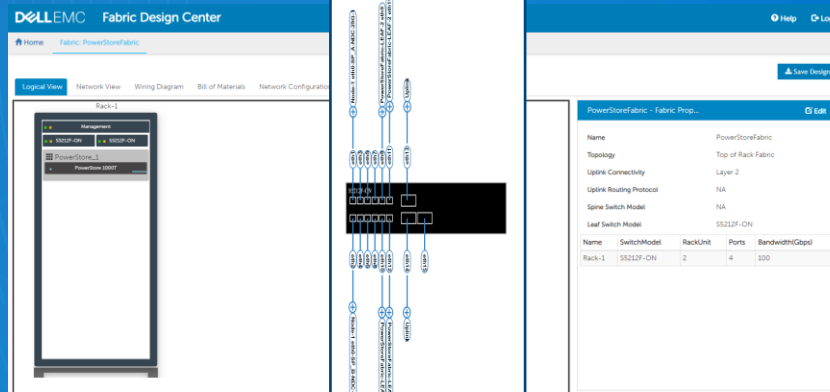 DELLEMC Fabric Design Center
Help
Home
Fabric: PowerStoreFabric
Save Design
Logical View
Network View
Wiring Diagram
Bill of Materials
Network Configuration
Rack-1
Management
S5212F-ON
S5212F-ON
PowerStore_1
PowerStore 1000T
Uplink
S5212F-ON
eth15
Uplink
PowerStoreFabric - Fabric Prop...
Edit
Name PowerStoreFabric
Topology Top of Rack Fabric
Uplink Connectivity Layer 2
Uplink Routing Protocol NA
Spine Switch Model NA
Leaf Switch Model S5212F-ON
Name SwitchModel RackUnit Ports Bandwidth(Gbps)
Rack-1 S5212F-ON 2 4 100